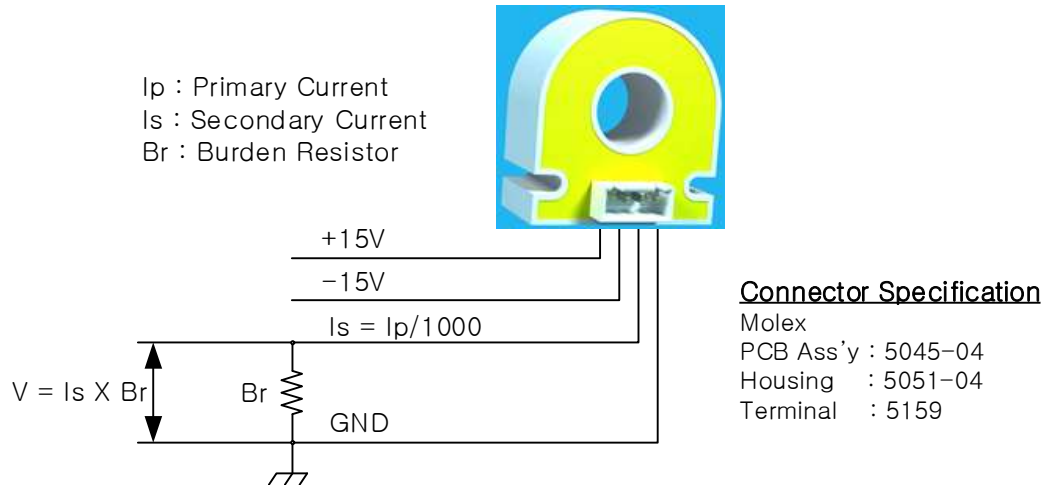 Ip : Primary Current
Is : Secondary Current
Br : Burden Resistor
+15V
-15V
Is = Ip/1000
V = Is X Br
Br
GND
Connector Specification
Molex
PCB Ass'y : 5045-04
Housing : 5051-04
Terminal : 5159